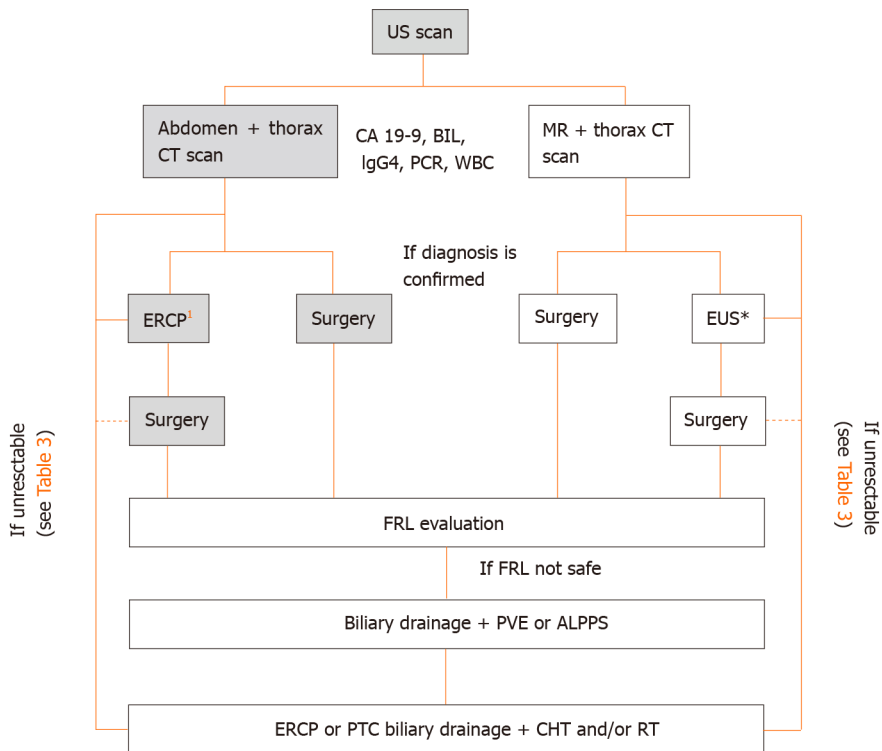 US scan
Abdomen + thorax
CT scan
CA 19-9, BIL,
IgG4, PCR, WBC
MR + thorax CT
scan
If diagnosis is
confirmed
ERCP¹
Surgery
Surgery
EUS*
Surgery
Surgery
If unresctable
(see Table 3)
If unresctable
(see Table 3)
FRL evaluation
If FRL not safe
Biliary drainage + PVE or ALPPS
ERCP or PTC biliary drainage + CHT and/or RT